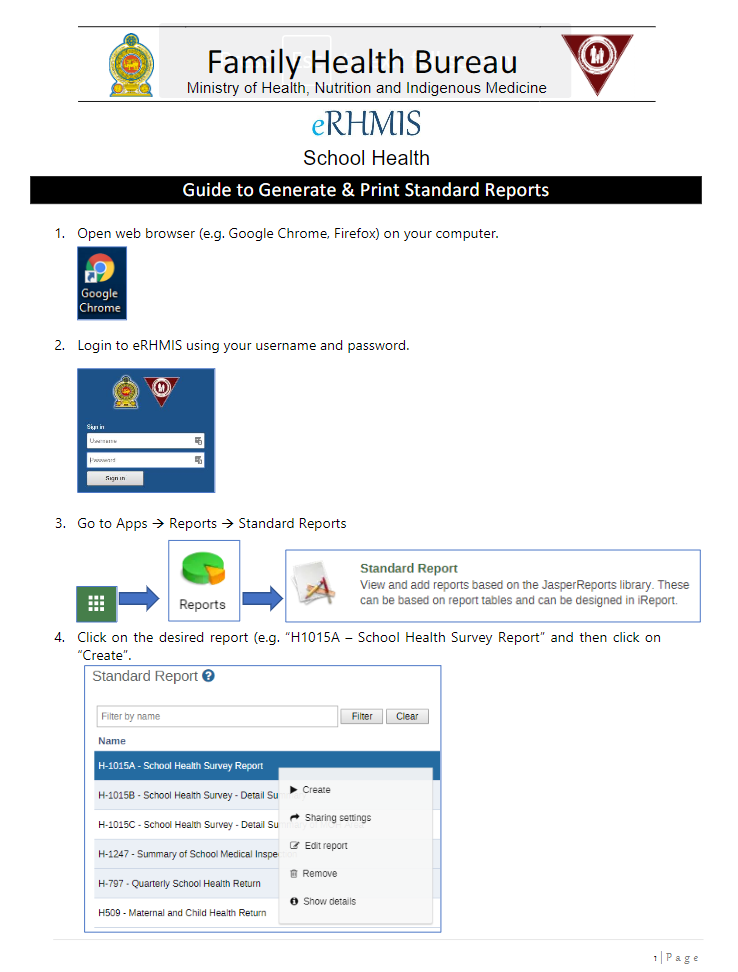 Family Health Bureau
Ministry of Health, Nutrition and Indigenous Medicine
eRHMIS
School Health
Guide to Generate & Print Standard Reports
1. Open web browser (e.g. Google Chrome, Firefox) on your computer.
Google
Chrome
2. Login to eRHMIS using your username and password.
Sign in
Username
Password
Sign in
3. Go to Apps → Reports → Standard Reports
Reports
Standard Report
View and add reports based on the JasperReports library. These
can be based on report tables and can be designed in iReport.
4. Click on the desired report (e.g. “H1015A – School Health Survey Report” and then click on
“Create”.
Standard Report ?
Filter by name
Filter
Clear
Name
H-1015A - School Health Survey Report
H-1015B - School Health Survey - Detail Su
Create
H-1015C - School Health Survey - Detail Su
Sharing settings
H-1247 - Summary of School Medical Inspe
Edit report
H-797 - Quarterly School Health Return
Remove
H509 - Maternal and Child Health Return
Show details
1 | Page